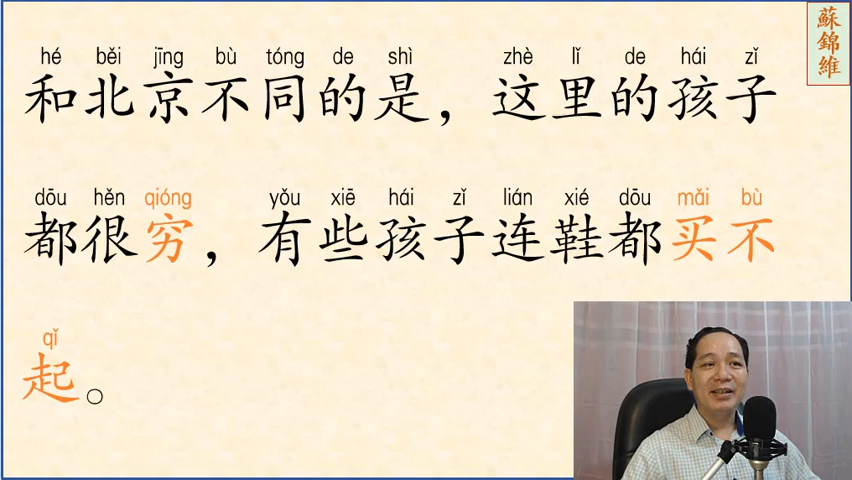 hé běi jīng bù tóng de shì zhè lǐ de hái zǐ
和北京不同的是，这里的孩子
dōu hěn qióng yǒu xiē hái zǐ lián xié dōu mǎi bù
都很穷，有些孩子连鞋都买不
qǐ
起。
蘇錦維